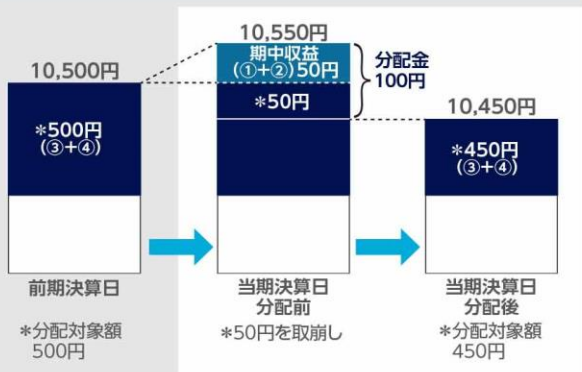 10,500円
*500円
(③+④)
前期決算日
*分配対象額
500円
10,550円
期中収益
(①+②)50円
*50円
分配金
100円
当期決算日
分配前
*50円を取崩し
10,450円
*450円
(③+④)
当期決算日
分配後
*分配対象額
450円